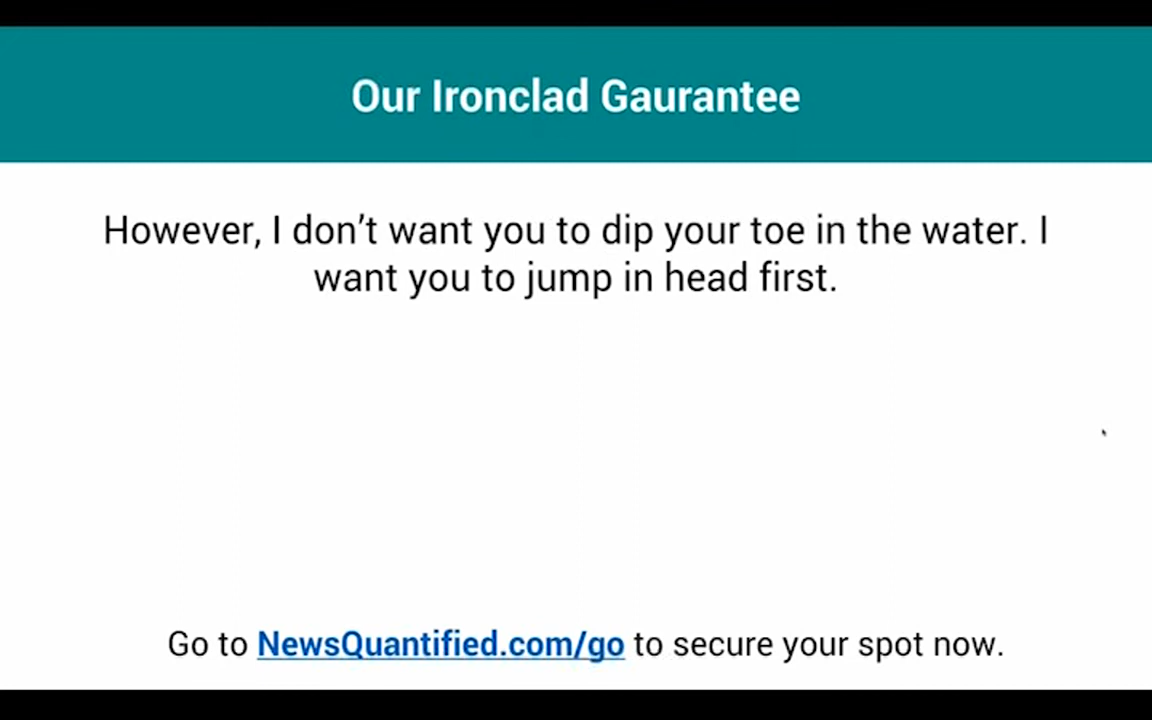 Our Ironclad Gaurantee
However, I don’t want you to dip your toe in the water. I
want you to jump in head first.
Go to NewsQuantified.com/go to secure your spot now.